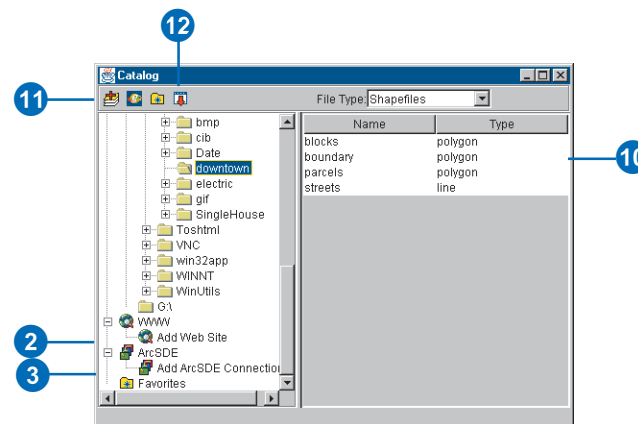 12
11
10
2
3
Catalog
File Type: Shapefiles
bmp
cib
Date
downtown
electric
gif
SingleHouse
Toshtml
VNC
win32app
WINNT
WinUtils
G:\
WWW
Add Web Site
ArcSDE
Add ArcSDE Connection
Favorites
Name Type
blocks polygon
boundary polygon
parcels polygon
streets line